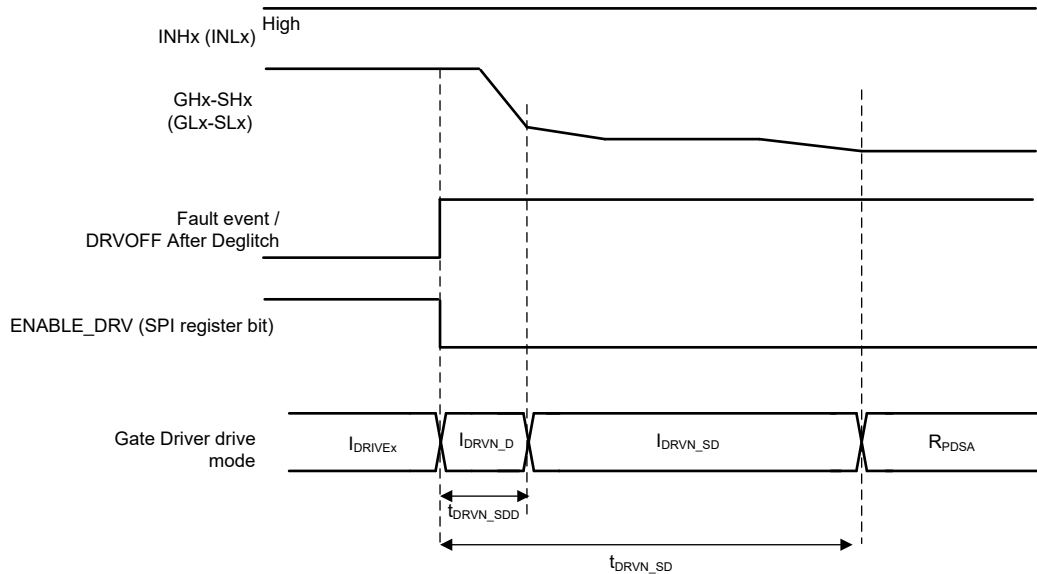 High
INHx (INLx)
GHx-SHx
(GLx-SLx)
Fault event /
DRVOFF After Deglitch
ENABLE_DRV (SPI register bit)
Gate Driver drive
mode
IDRIVEx
IDRVN_D
IDRVN_SD
RPDSA
tDRVN_SDD
tDRVN_SD